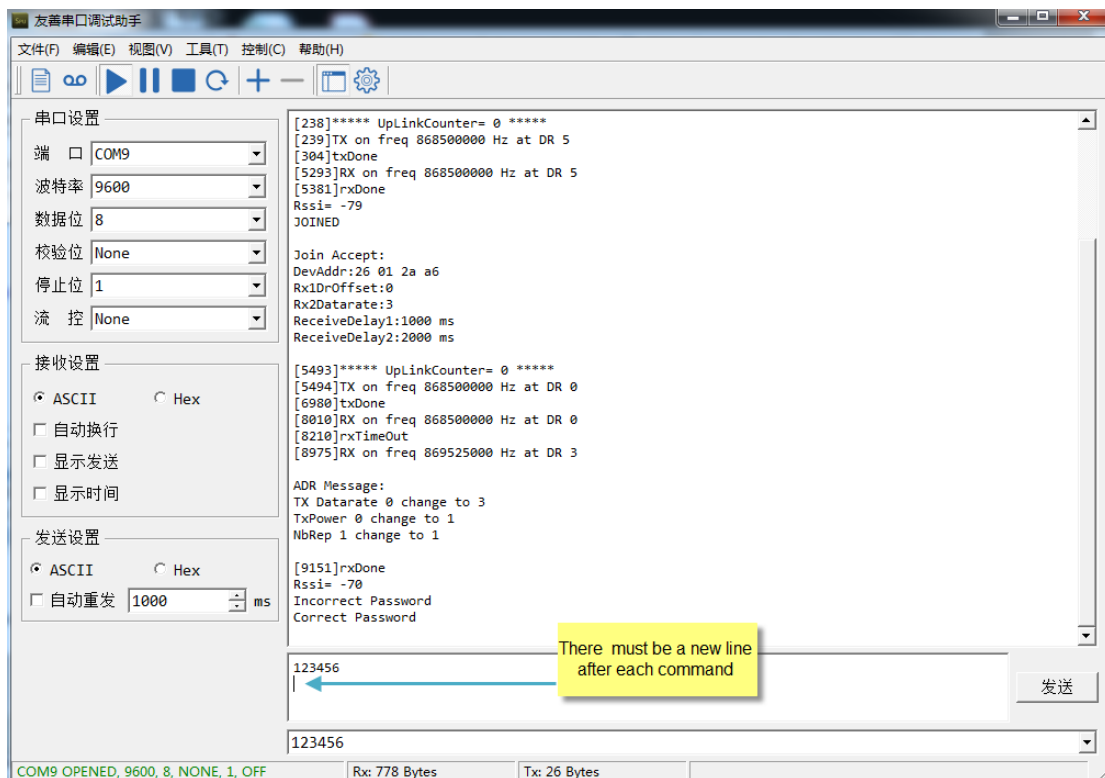 友善串口调试助手
文件(F) 编辑(E) 视图(V) 工具(T) 控制(C) 帮助(H)
串口设置
端 口 COM9
波特率 9600
数据位 8
校验位 None
停止位 1
流 控 None
接收设置
ASCII Hex
自动换行
显示发送
显示时间
发送设置
ASCII Hex
自动重发 1000 ms
[238]***** UpLinkCounter= 0 *****
[239]TX on freq 868500000 Hz at DR 5
[304]txDone
[5293]RX on freq 868500000 Hz at DR 5
[5381]rxDone
Rssi= -79
JOINED
Join Accept:
DevAddr:26 01 2a a6
Rx1DrOffset:0
Rx2Datarate:3
ReceiveDelay1:1000 ms
ReceiveDelay2:2000 ms
[5493]***** UpLinkCounter= 0 *****
[5494]TX on freq 868500000 Hz at DR 0
[6980]txDone
[8010]RX on freq 868500000 Hz at DR 0
[8210]rxTimeOut
[8975]RX on freq 869525000 Hz at DR 3
ADR Message:
TX Datarate 0 change to 3
TxPower 0 change to 1
NbRep 1 change to 1
[9151]rxDone
Rssi= -70
Incorrect Password
Correct Password
123456
There must be a new line
after each command
发送
123456
COM9 OPENED, 9600, 8, NONE, 1, OFF
Rx: 778 Bytes
Tx: 26 Bytes